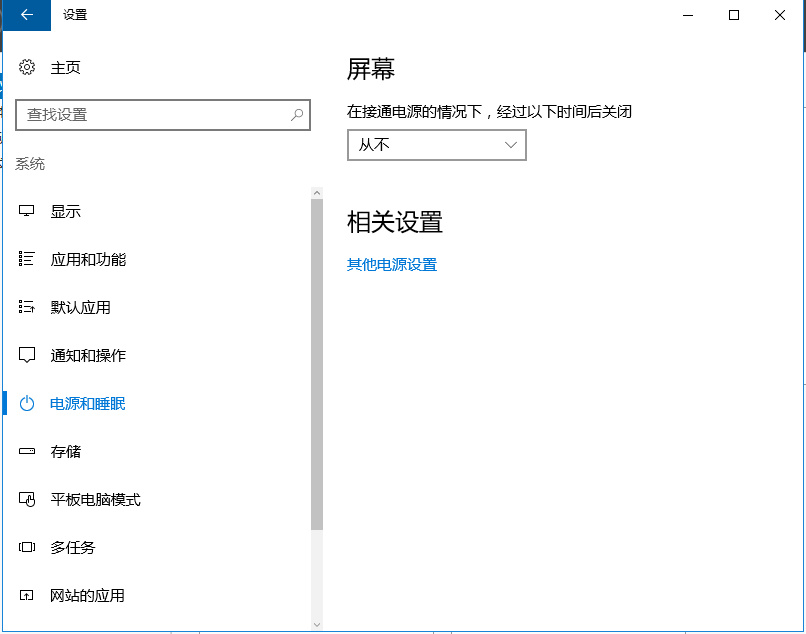 设置
主页
查找设置
系统
显示
应用和功能
默认应用
通知和操作
电源和睡眠
存储
平板电脑模式
多任务
网站的应用
屏幕
在接通电源的情况下，经过以下时间后关闭
从不
相关设置
其他电源设置